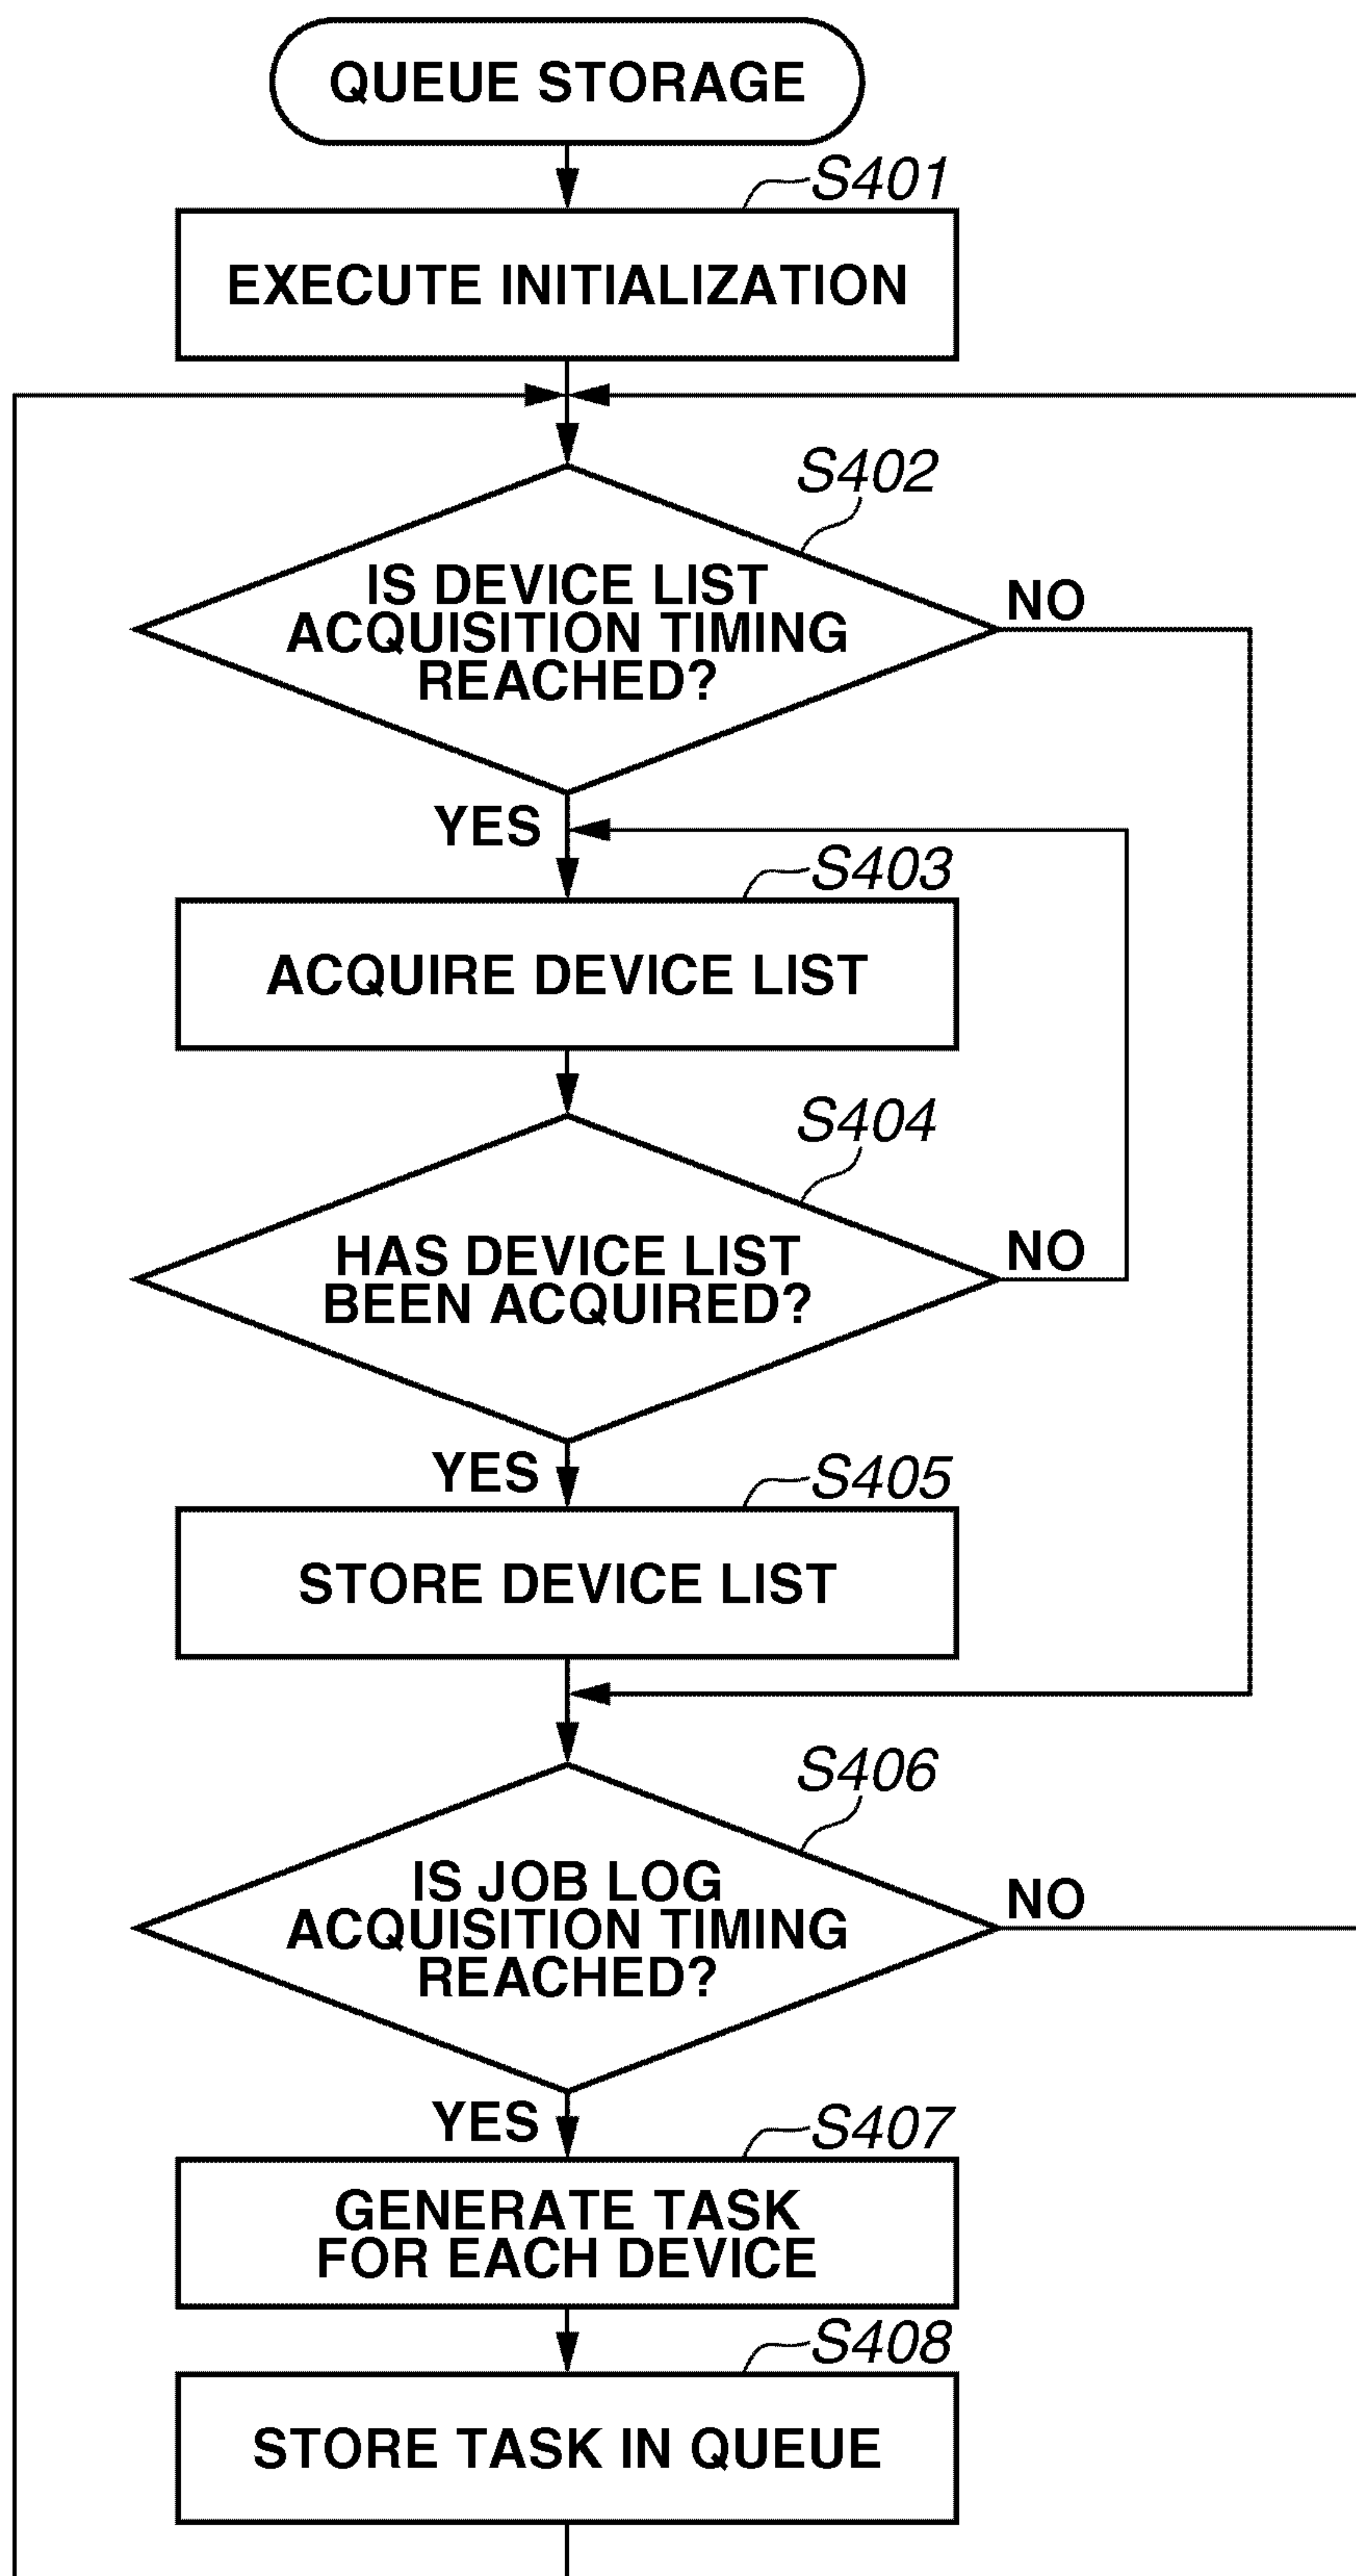 QUEUE STORAGE
S401
EXECUTE INITIALIZATION
S402
IS DEVICE LIST
ACQUISITION TIMING
REACHED?
NO
YES
S403
ACQUIRE DEVICE LIST
S404
HAS DEVICE LIST
BEEN ACQUIRED?
NO
YES
S405
STORE DEVICE LIST
S406
IS JOB LOG
ACQUISITION TIMING
REACHED?
NO
YES
S407
GENERATE TASK
FOR EACH DEVICE
S408
STORE TASK IN QUEUE